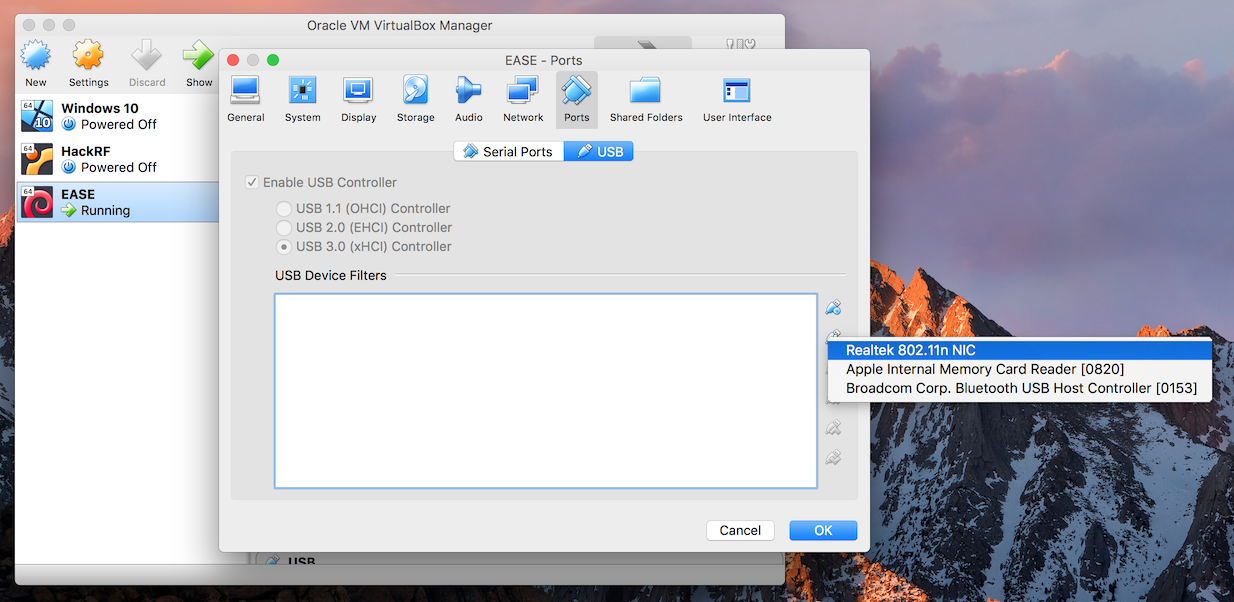 Oracle VM VirtualBox Manager
New
Settings
Discard
Show
64
10
Windows 10
Powered Off
64
HackRF
Powered Off
64
EASE
Running
EASE - Ports
General
System
Display
Storage
Audio
Network
Ports
Shared Folders
User Interface
Serial Ports
USB
Enable USB Controller
USB 1.1 (OHCI) Controller
USB 2.0 (EHCI) Controller
USB 3.0 (xHCI) Controller
USB Device Filters
Realtek 802.11n NIC
Apple Internal Memory Card Reader [0820]
Broadcom Corp. Bluetooth USB Host Controller [0153]
Cancel
OK
USB